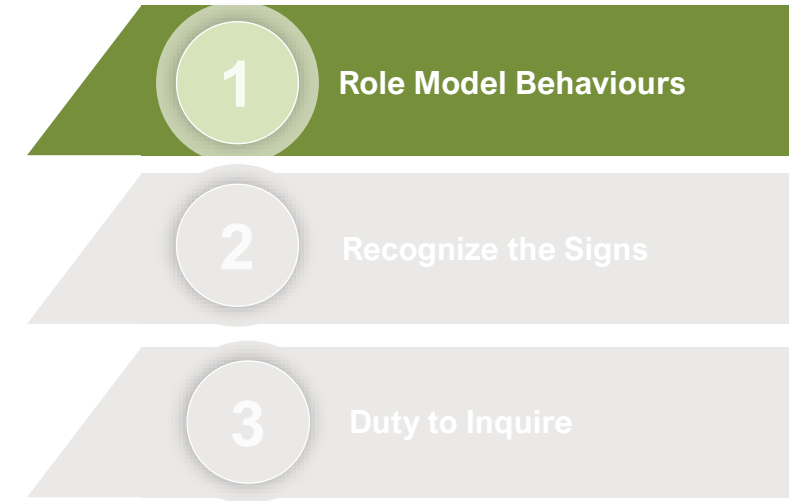 1
Role Model Behaviours
2
Recognize the Signs
3
Duty to Inquire